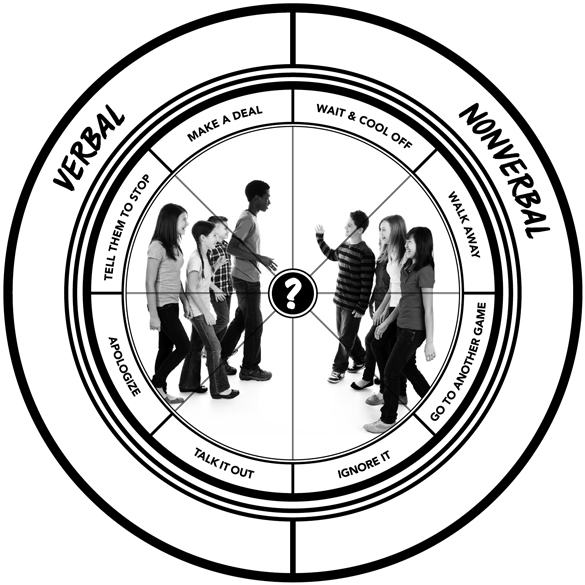 VERBAL
NONVERBAL
MAKE A DEAL
WAIT & COOL OFF
TELL THEM TO STOP
WALK AWAY
?
APOLOGIZE
GO TO ANOTHER GAME
TALK IT OUT
IGNORE IT